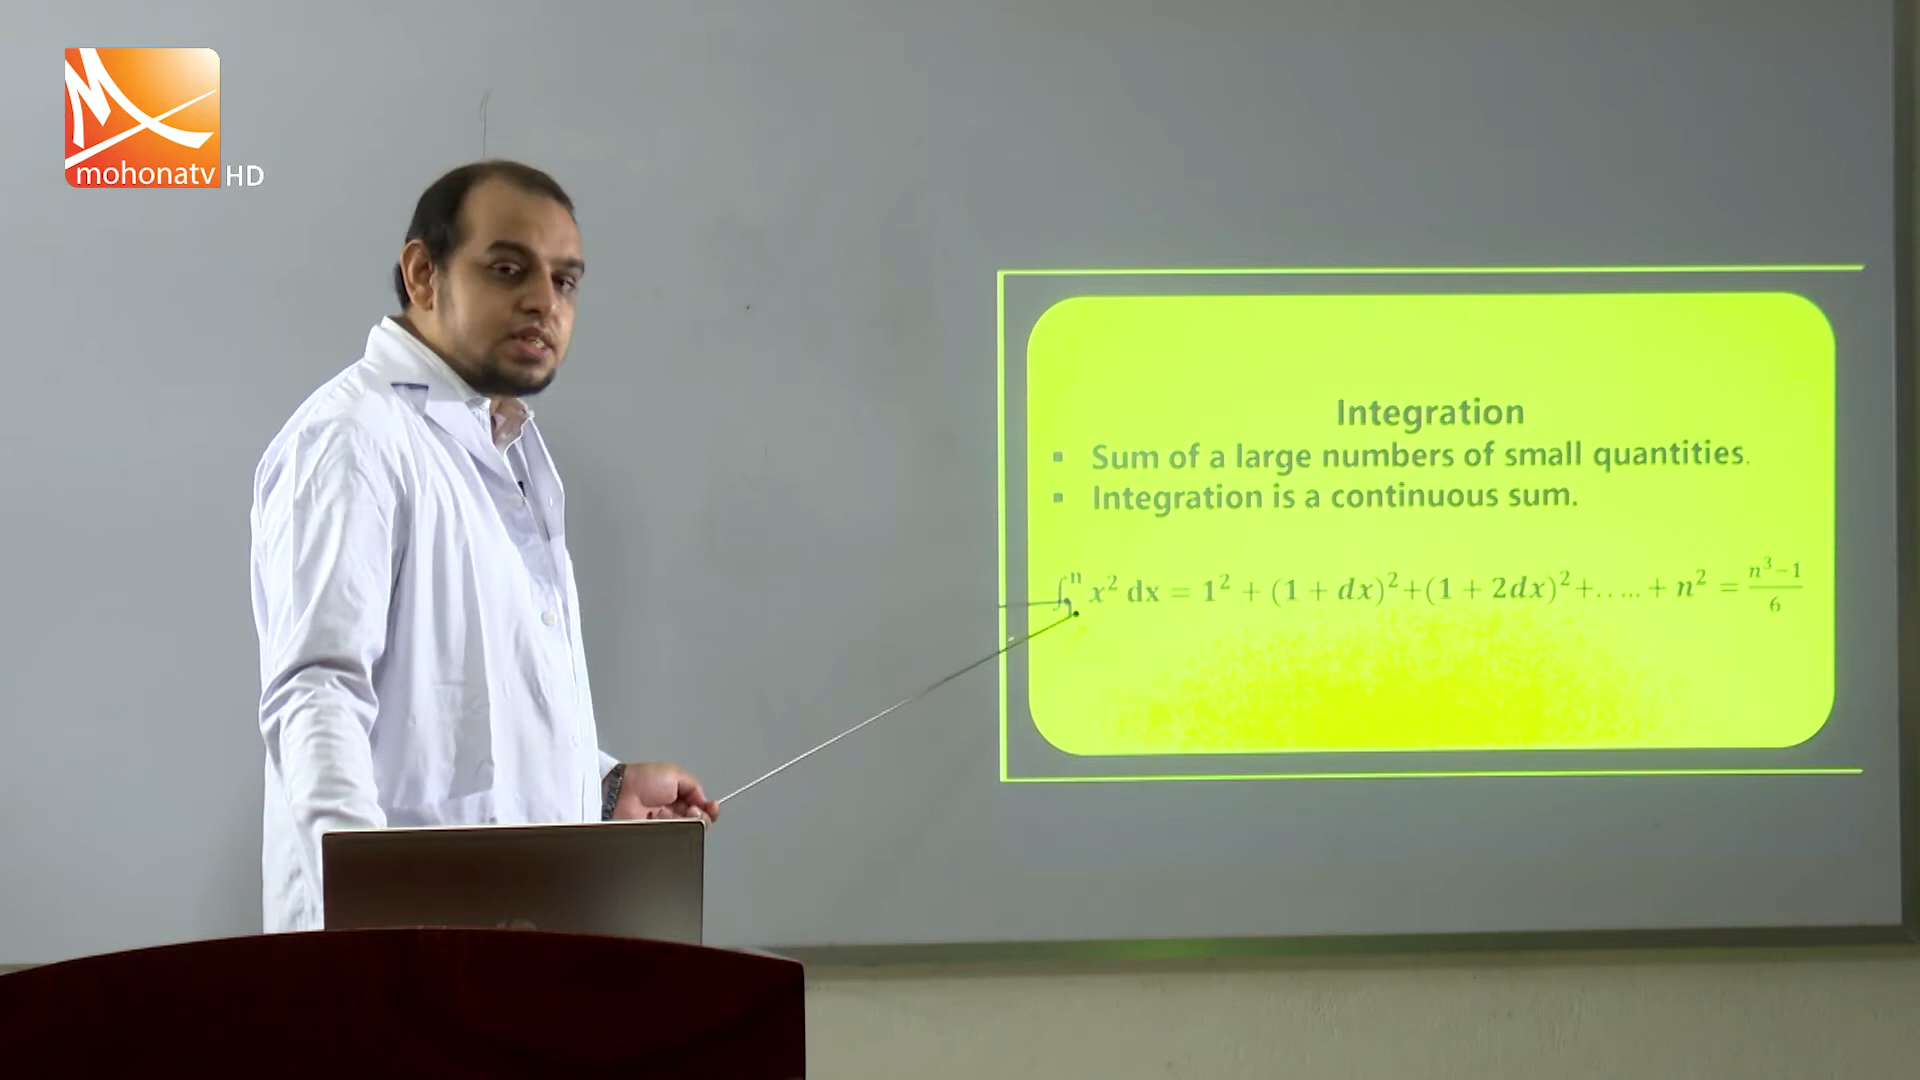 mohonatv HD
Integration
▪ Sum of a large numbers of small quantities.
▪ Integration is a continuous sum.
∫₁ⁿ x² dx = 1² + (1 + dx)²+(1 + 2dx)²+..... + n² = (n³−1)/6